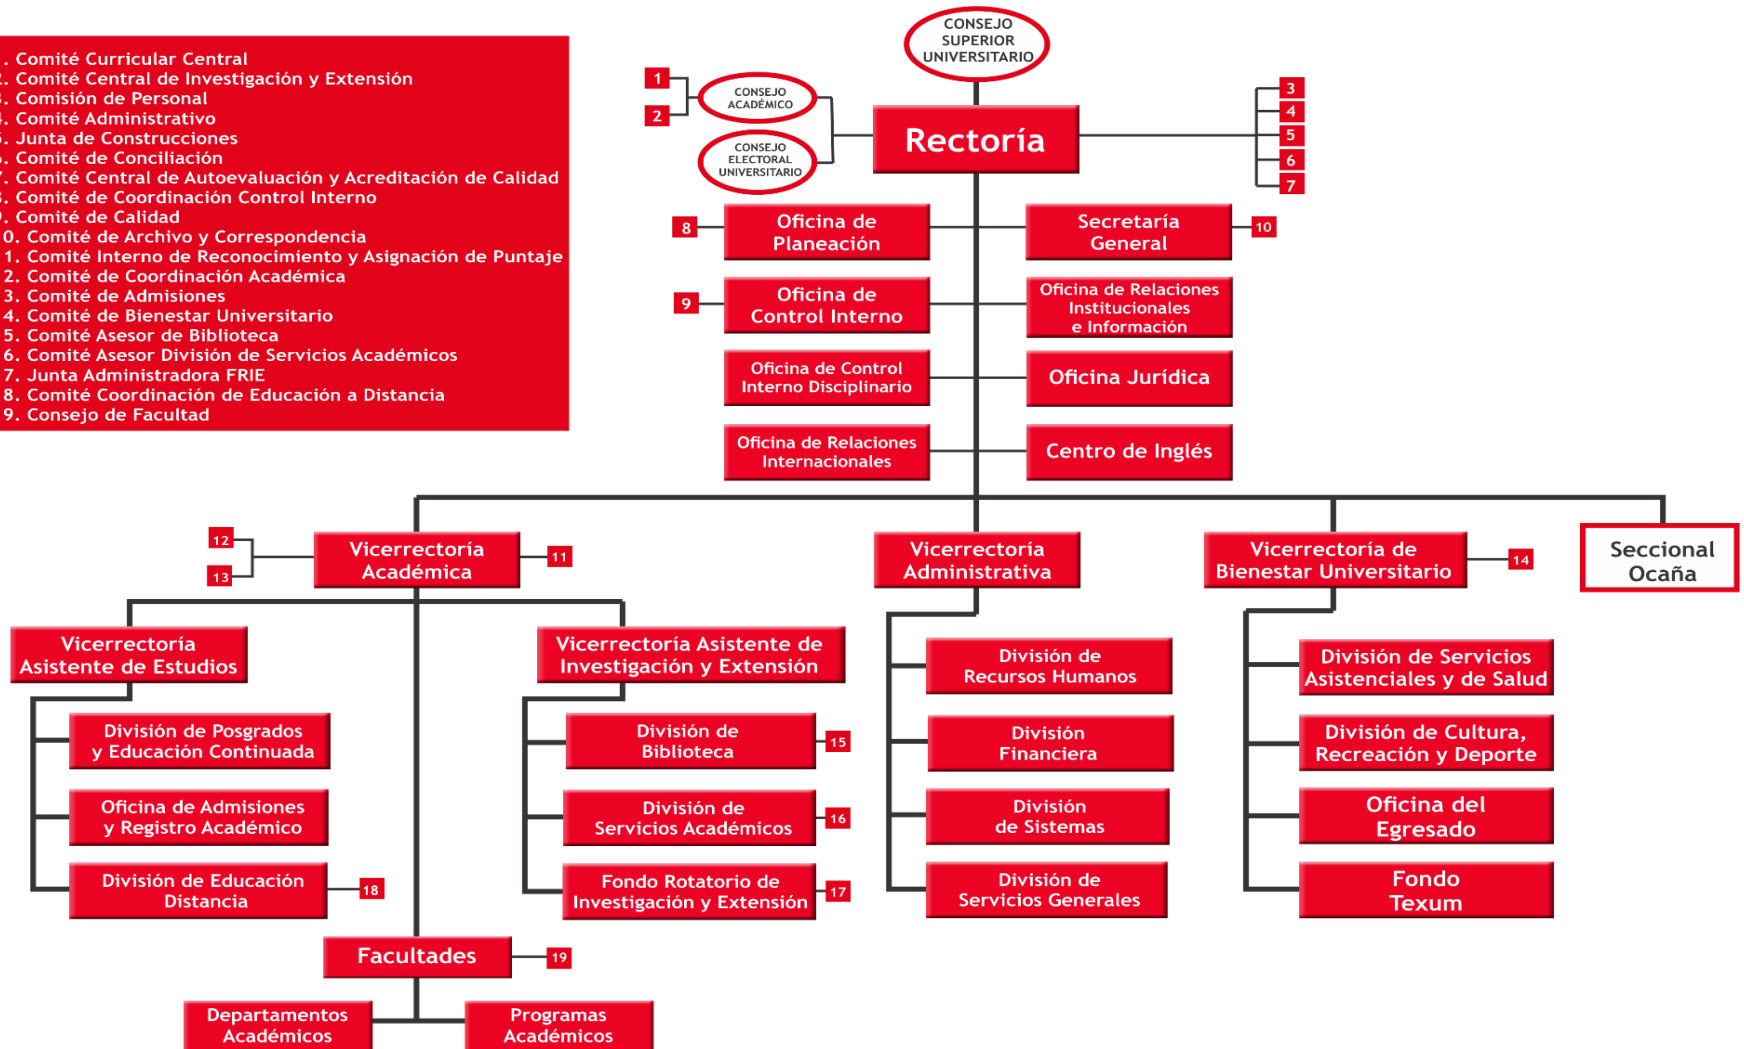 . Comité Curricular Central
2. Comité Central de Investigación y Extensión
3. Comisión de Personal
4. Comité Administrativo
5. Junta de Construcciones
6. Comité de Conciliación
7. Comité Central de Autoevaluación y Acreditación de Calidad
8. Comité de Coordinación Control Interno
9. Comité de Calidad
0. Comité de Archivo y Correspondencia
1. Comité Interno de Reconocimiento y Asignación de Puntaje
2. Comité de Coordinación Académica
3. Comité de Admisiones
4. Comité de Bienestar Universitario
5. Comité Asesor de Biblioteca
6. Comité Asesor División de Servicios Académicos
7. Junta Administradora FRIE
8. Comité Coordinación de Educación a Distancia
9. Consejo de Facultad
CONSEJO
SUPERIOR
UNIVERSITARIO
1
2
CONSEJO
ACADÉMICO
CONSEJO
ELECTORAL
UNIVERSITARIO
Rectoría
3
4
5
6
7
8
Oficina de
Planeación
Secretaría
General
10
9
Oficina de
Control Interno
Oficina de Relaciones
Institucionales
e Información
Oficina de Control
Interno Disciplinario
Oficina Jurídica
Oficina de Relaciones
Internacionales
Centro de Inglés
12
13
Vicerrectoría
Académica
11
Vicerrectoría
Administrativa
Vicerrectoría de
Bienestar Universitario
14
Seccional
Ocaña
Vicerrectoría
Asistente de Estudios
Vicerrectoría Asistente de
Investigación y Extensión
División de Posgrados
y Educación Continuada
Oficina de Admisiones
y Registro Académico
División de Educación
Distancia
18
División de
Biblioteca
15
División de
Servicios Académicos
16
Fondo Rotatorio de
Investigación y Extensión
17
División de
Recursos Humanos
División
Financiera
División
de Sistemas
División de
Servicios Generales
División de Servicios
Asistenciales y de Salud
División de Cultura,
Recreación y Deporte
Oficina del
Egresado
Fondo
Texum
Facultades
19
Departamentos
Académicos
Programas
Académicos